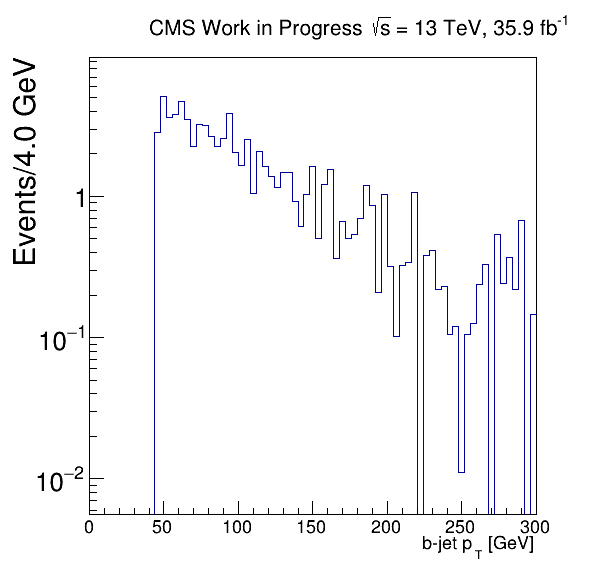 CMS Work in Progress √s = 13 TeV, 35.9 fb⁻¹
Events/4.0 GeV
1
10⁻¹
10⁻²
0 50 100 150 200 250 300
b-jet p_T [GeV]